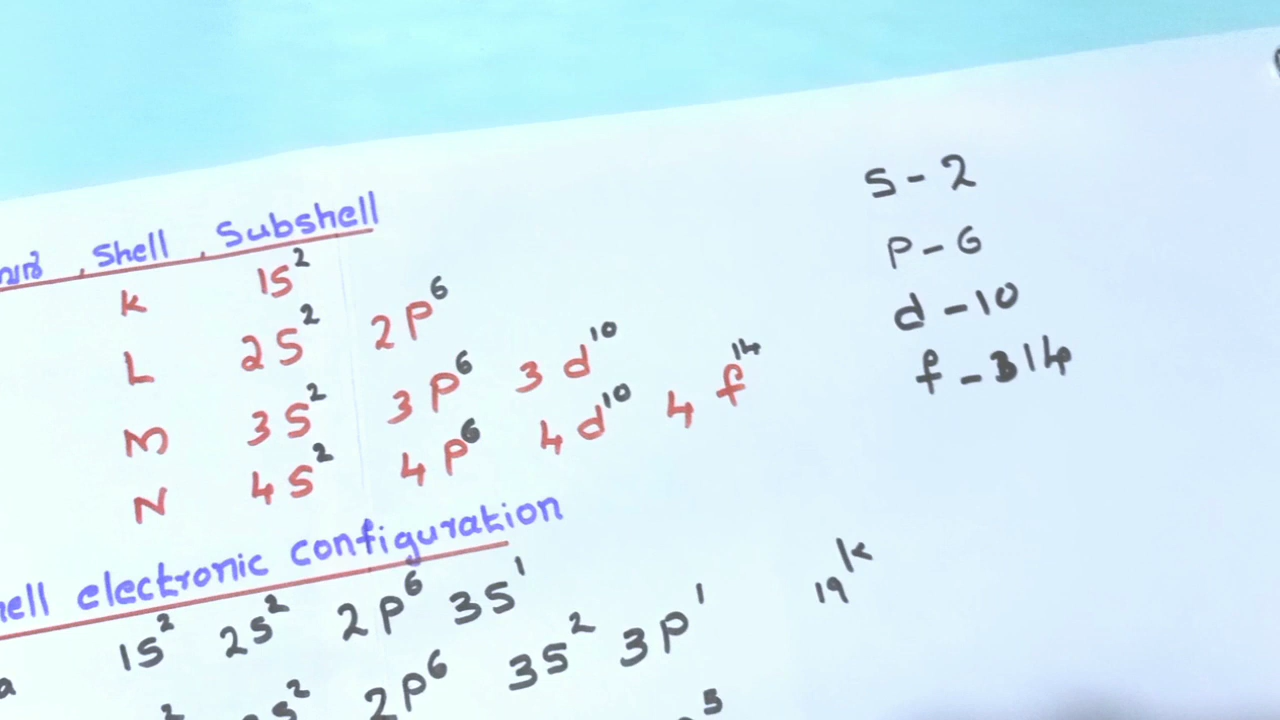 , Shell , Subshell
K 1s²
L 2s² 2p⁶
M 3s² 3p⁶ 3d¹⁰
N 4s² 4p⁶ 4d¹⁰ 4f¹⁴
S - 2
P - 6
d - 10
f - 14
electronic configuration
1s² 2s² 2p⁶ 3s¹
2p⁶ 3s² 3p¹
₁₉K